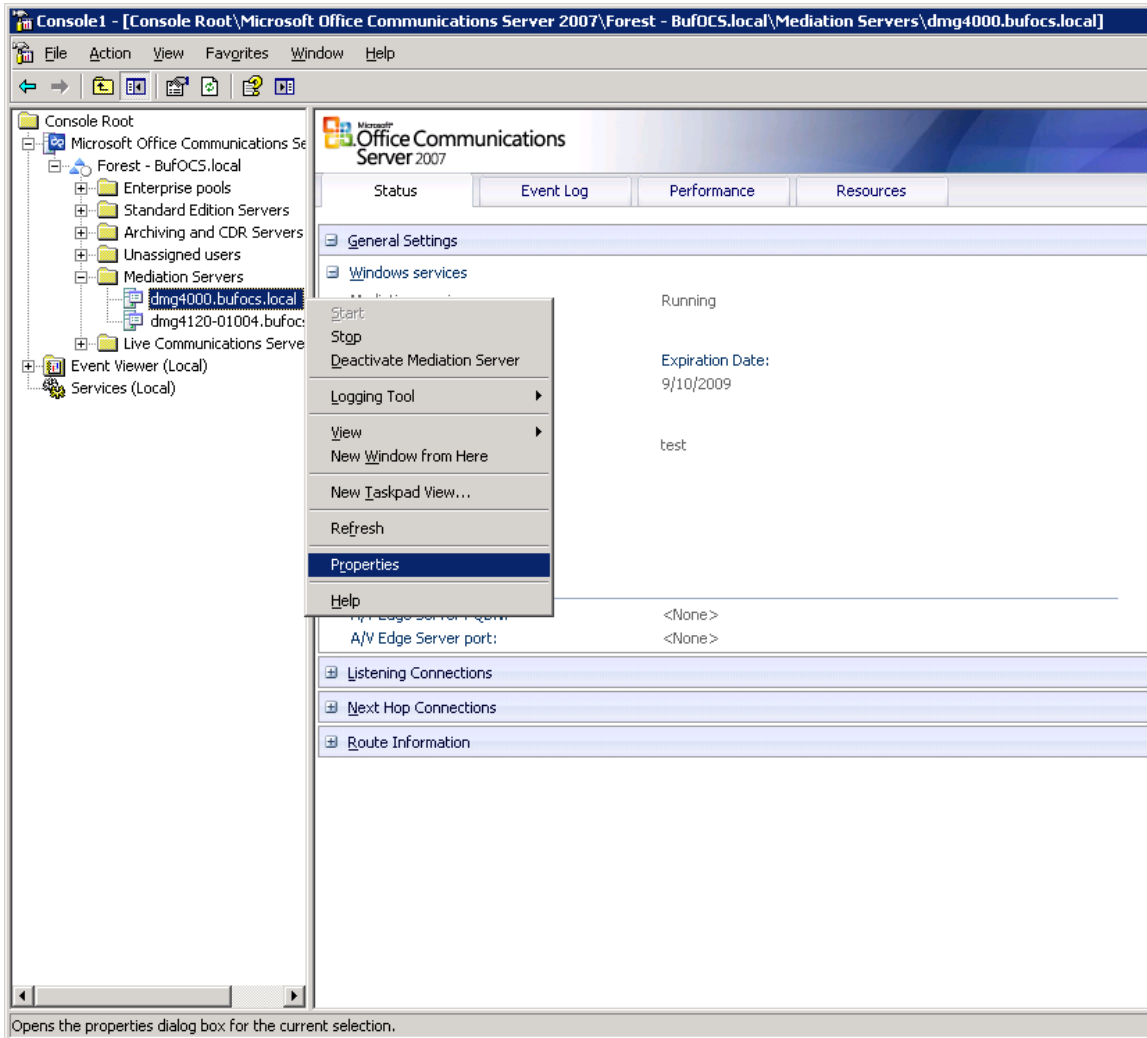 Console1 - [Console Root\Microsoft Office Communications Server 2007\Forest - BufOCS.local\Mediation Servers\dmg4000.bufocs.local]
File Action View Favorites Window Help
Console Root
Microsoft Office Communications Se
Forest - BufOCS.local
Enterprise pools
Standard Edition Servers
Archiving and CDR Servers
Unassigned users
Mediation Servers
dmg4000.bufocs.local
dmg4120-01004.bufoc
Live Communications Serve
Event Viewer (Local)
Services (Local)
Microsoft
Office Communications
Server 2007
Status Event Log Performance Resources
General Settings
Windows services
Running
Expiration Date:
9/10/2009
test
Start
Stop
Deactivate Mediation Server
Logging Tool
View
New Window from Here
New Taskpad View...
Refresh
Properties
Help
<None>
A/V Edge Server port: <None>
Listening Connections
Next Hop Connections
Route Information
Opens the properties dialog box for the current selection.